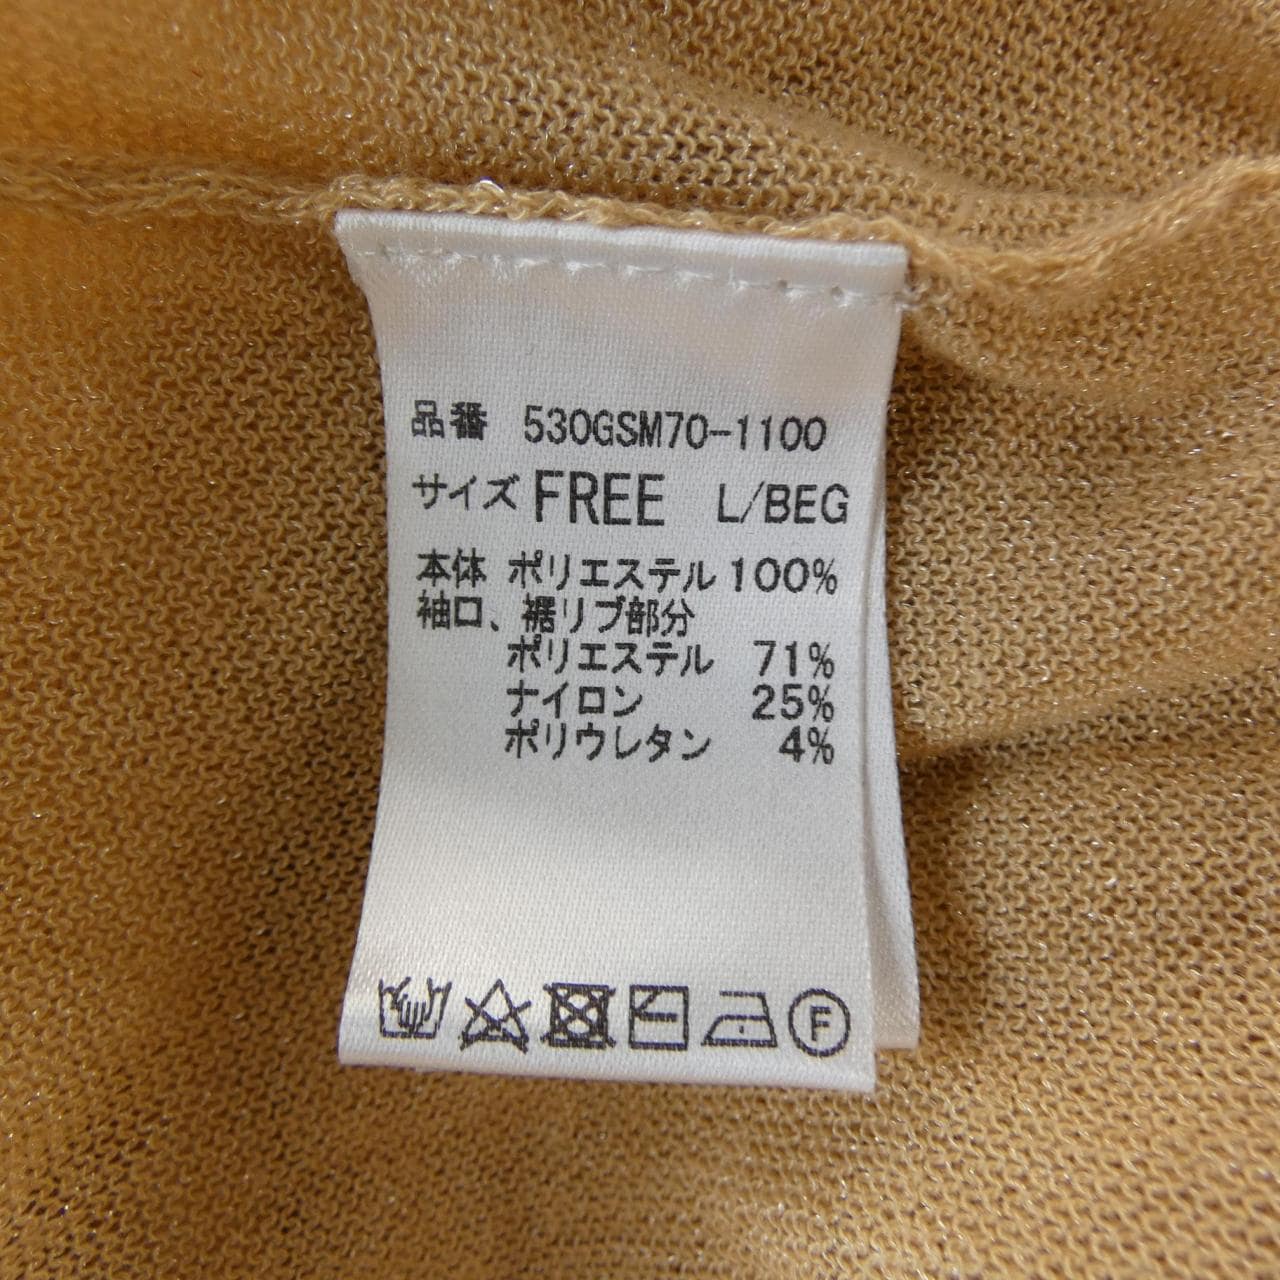 品番 530GSM70-1100
サイズ FREE L/BEG
本体 ポリエステル 100%
袖口、裾リブ部分
ポリエステル 71%
ナイロン 25%
ポリウレタン 4%
F